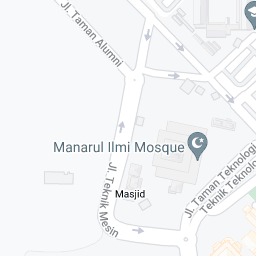 Jl. Taman Alumni
Manarul Ilmi Mosque
Jl. Teknik Mesin
Masjid
Jl. Taman Teknologi
Teknik Teknolo